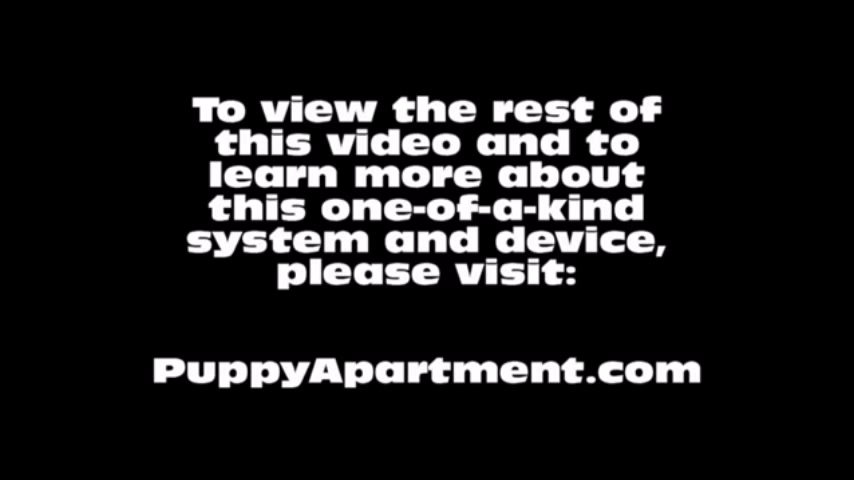 To view the rest of
this video and to
learn more about
this one-of-a-kind
system and device,
please visit:
PuppyApartment.com